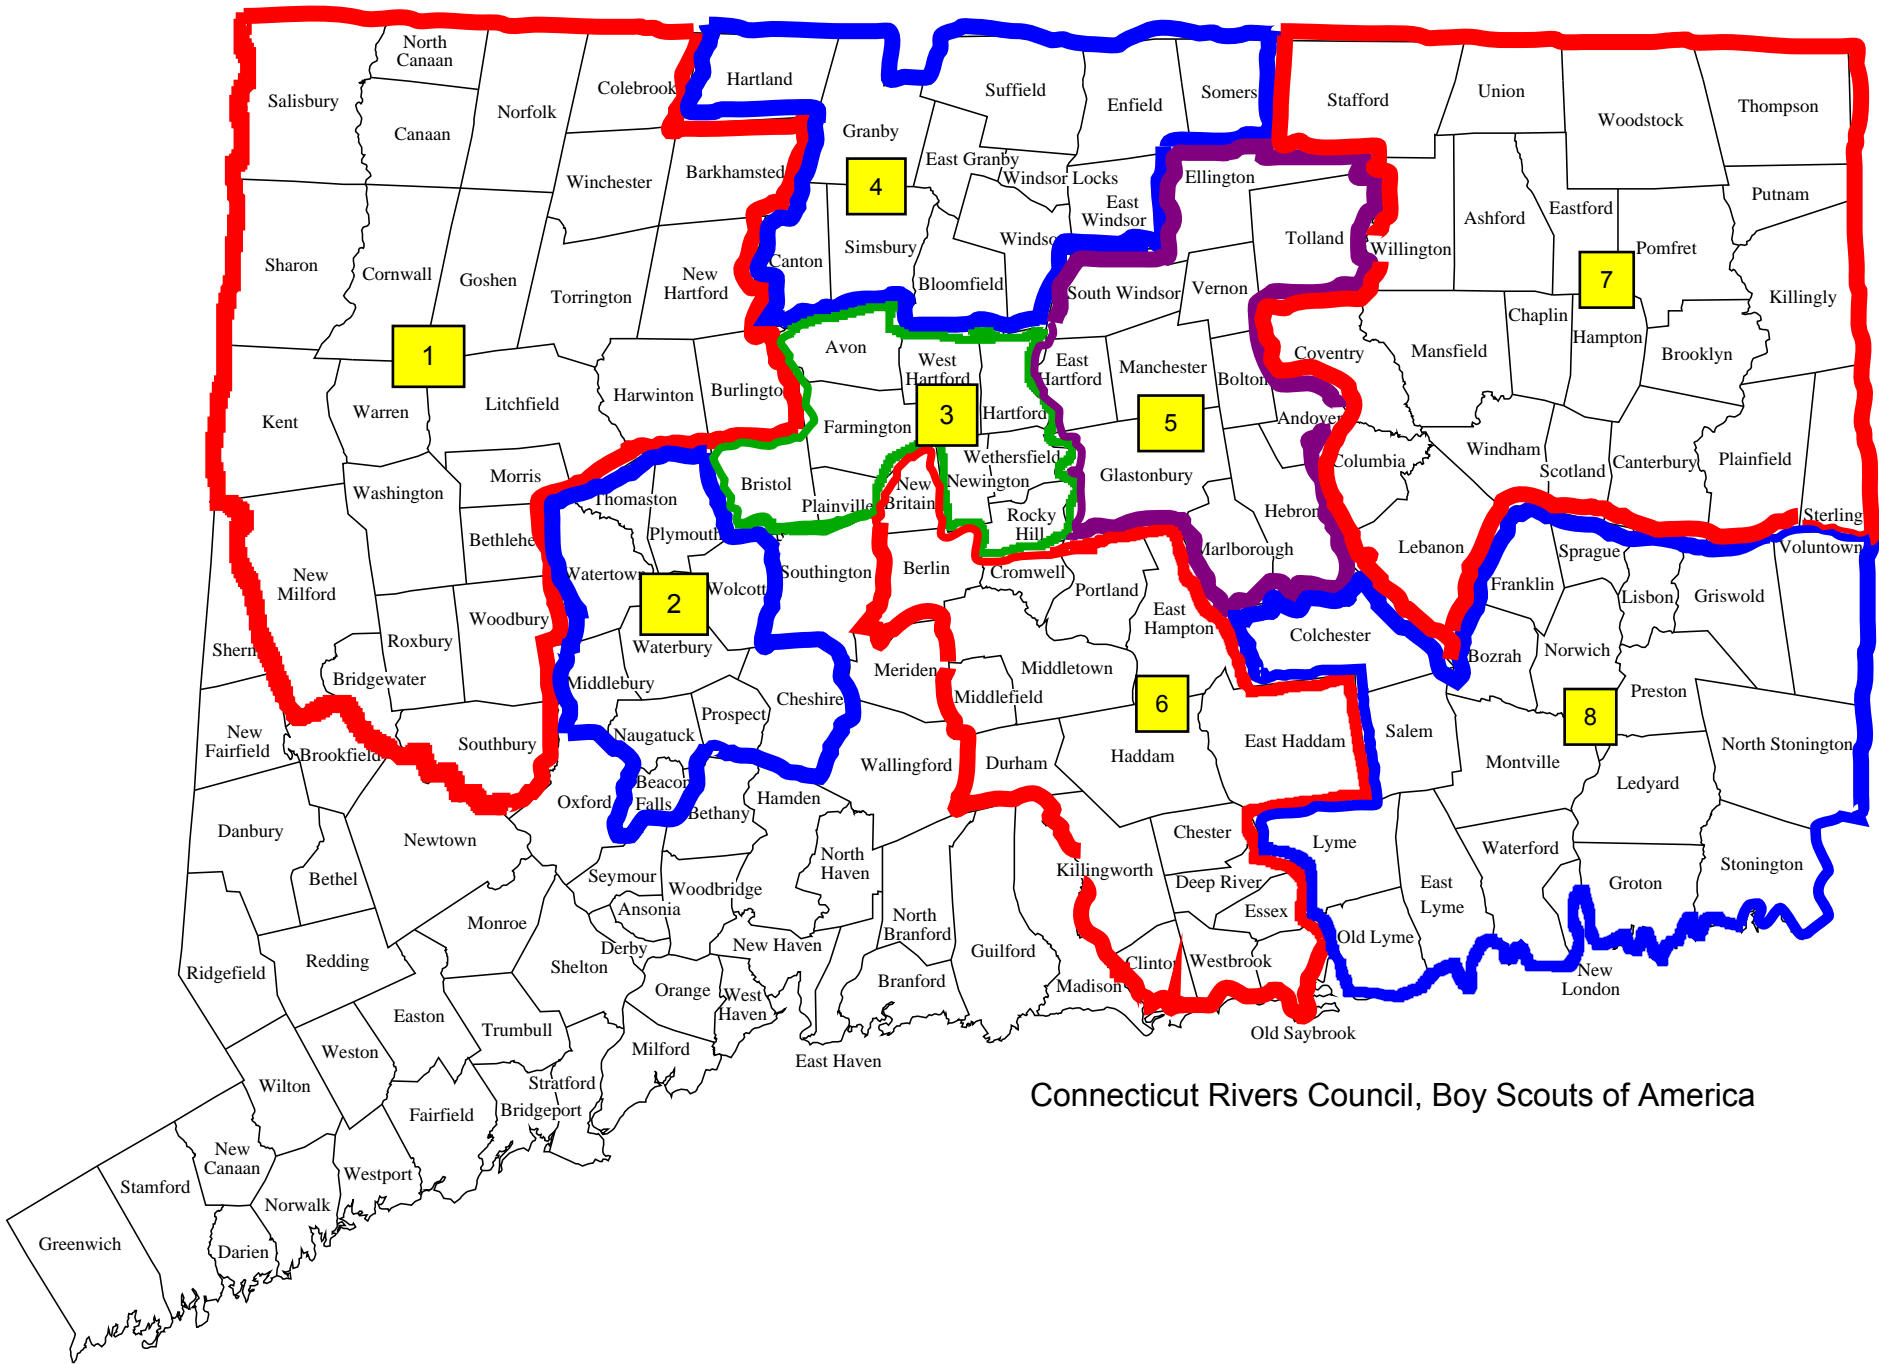 North
Canaan
Salisbury
Canaan
Norfolk
Colebrook
Hartland
Granby
Suffield
Enfield
Somers
Stafford
Union
Woodstock
Thompson
Winchester
Barkhamsted
4
East Granby
Windsor Locks
East
Windsor
Ellington
Tolland
Willington
Ashford
Eastford
Putnam
Pomfret
Sharon
Cornwall
Goshen
Torrington
New
Hartford
Canton
Simsbury
Windso
Bloomfield
South Windsor
Vernon
7
Killingly
1
Avon
West
Hartford
East
Hartford
Manchester
Bolton
Coventry
Mansfield
Chaplin
Hampton
Brooklyn
Kent
Warren
Litchfield
Harwinton
Burlingto
Farmington
3
Hartford
5
Andover
Morris
Washington
Bristol
Plainville
New
Britain
Wethersfield
Newington
Glastonbury
Columbia
Windham
Scotland
Canterbury
Plainfield
Thomaston
Plymouth
Rocky
Hill
Hebron
Sterling
Bethlehe
Watertown
Wolcott
Southington
Berlin
Cromwell
Marlborough
Lebanon
Sprague
Voluntown
New
Milford
2
Portland
Franklin
Lisbon
Griswold
Woodbury
Roxbury
Waterbury
East
Hampton
Colchester
Bozrah
Norwich
Sherm
Bridgewater
Middlebury
Meriden
Middletown
Middlefield
Cheshire
Prospect
Naugatuck
6
8
Preston
New
Fairfield
Brookfield
Southbury
Wallingford
Durham
Haddam
East Haddam
Salem
Montville
North Stonington
Oxford
Beacon
Falls
Bethany
Hamden
Ledyard
Danbury
Newtown
Chester
Lyme
Waterford
Stonington
Bethel
Seymour
Woodbridge
North
Haven
Killingworth
Deep River
East
Lyme
Groton
Monroe
Ansonia
Derby
North
Branford
Essex
Old Lyme
Redding
Ridgefield
Shelton
New Haven
Guilford
Clinton
Westbrook
Orange
West
Haven
Branford
Madison
New
London
Easton
Trumbull
Milford
East Haven
Old Saybrook
Weston
Wilton
Stratford
Bridgeport
Fairfield
Connecticut Rivers Council, Boy Scouts of America
New
Canaan
Westport
Stamford
Norwalk
Greenwich
Darien